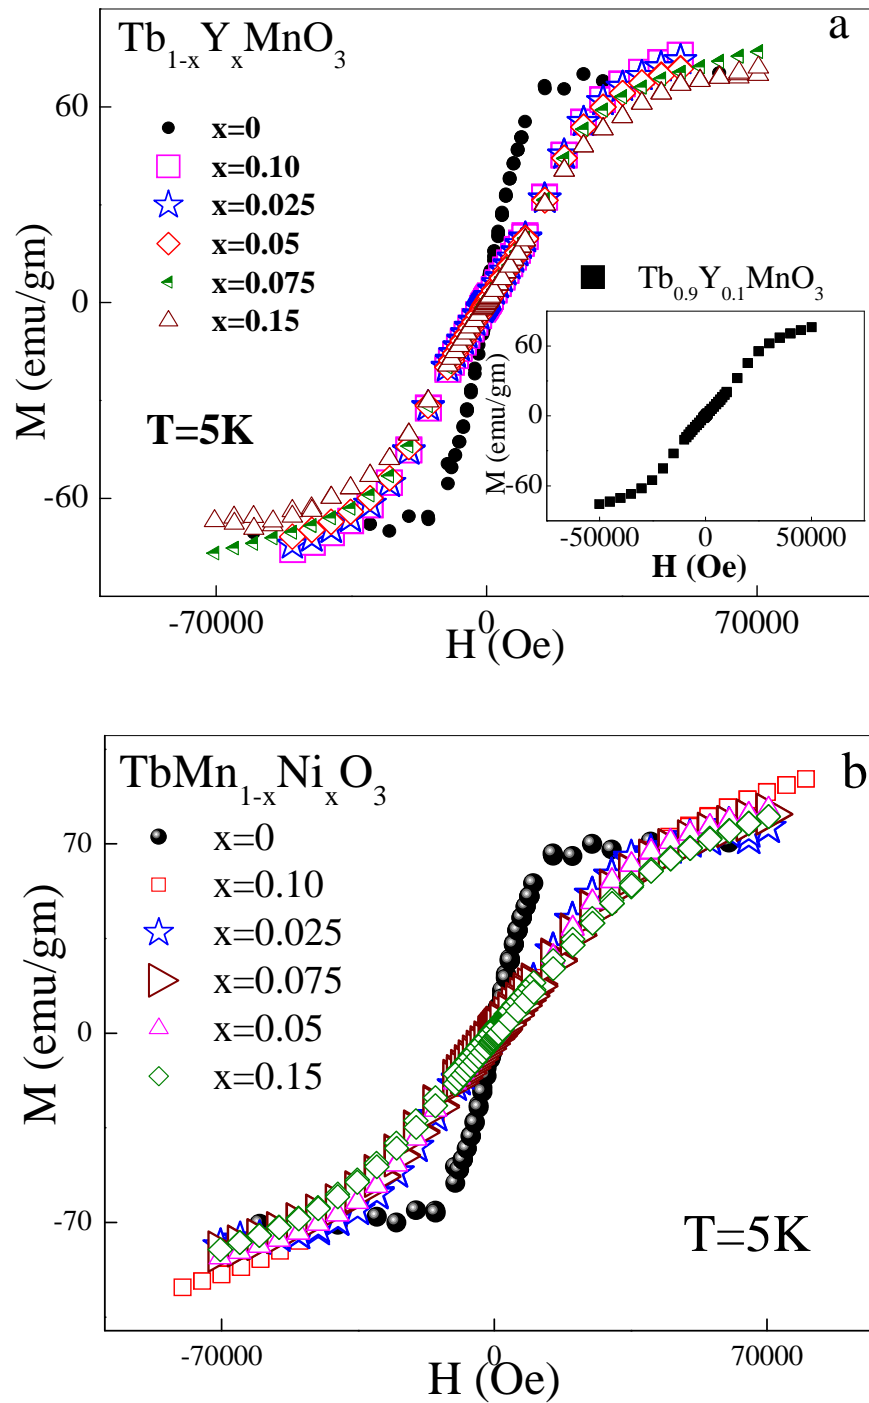 a
Tb1-xYxMnO3
60
0
-60
M (emu/gm)
x=0
x=0.10
x=0.025
x=0.05
x=0.075
x=0.15
T=5K
-70000
0
70000
H (Oe)
Tb0.9Y0.1MnO3
60
0
-60
M (emu/gm)
-500000
0
50000
H (Oe)
b
TbMn1-xNixO3
70
0
-70
M (emu/gm)
x=0
x=0.10
x=0.025
x=0.075
x=0.05
x=0.15
T=5K
-70000
0
70000
H (Oe)